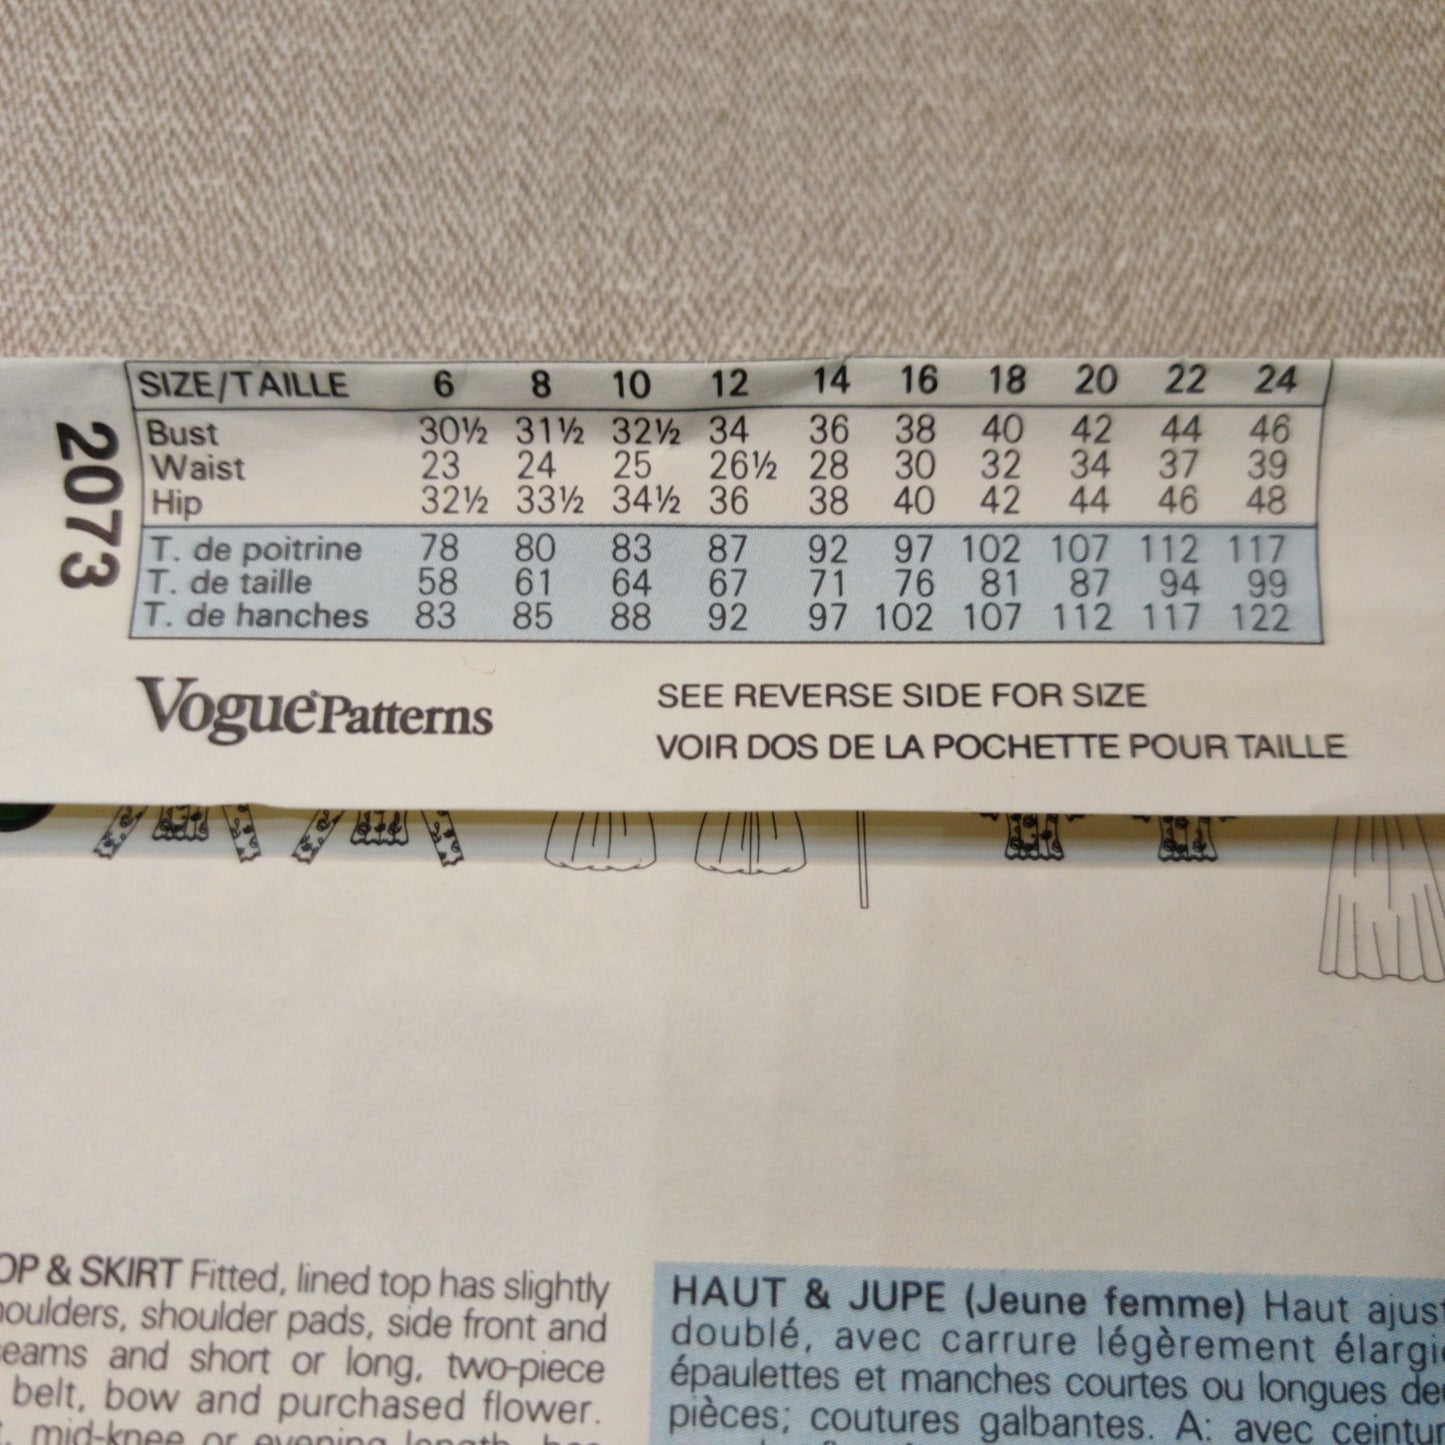 SIZE/TAILLE 6 8 10 12 14 16 18 20 22 24
Bust 30½ 31½ 32½ 34 36 38 40 42 44 46
Waist 23 24 25 26½ 28 30 32 34 37 39
Hip 32½ 33½ 34½ 36 38 40 42 44 46 48
T. de poitrine 78 80 83 87 92 97 102 107 112 117
T. de taille 58 61 64 67 71 76 81 87 94 99
T. de hanches 83 85 88 92 97 102 107 112 117 122
2073
Vogue Patterns
SEE REVERSE SIDE FOR SIZE
VOIR DOS DE LA POCHETTE POUR TAILLE
OP & SKIRT Fitted, lined top has slightly
houlders, shoulder pads, side front and
eams and short or long, two-piece
belt, bow and purchased flower.
mid-knee or evening length, has
HAUT & JUPE (Jeune femme) Haut ajust
doublé, avec carrure légèrement élargie
épaulettes et manches courtes ou longues de
pièces; coutures galbantes. A: avec ceintur